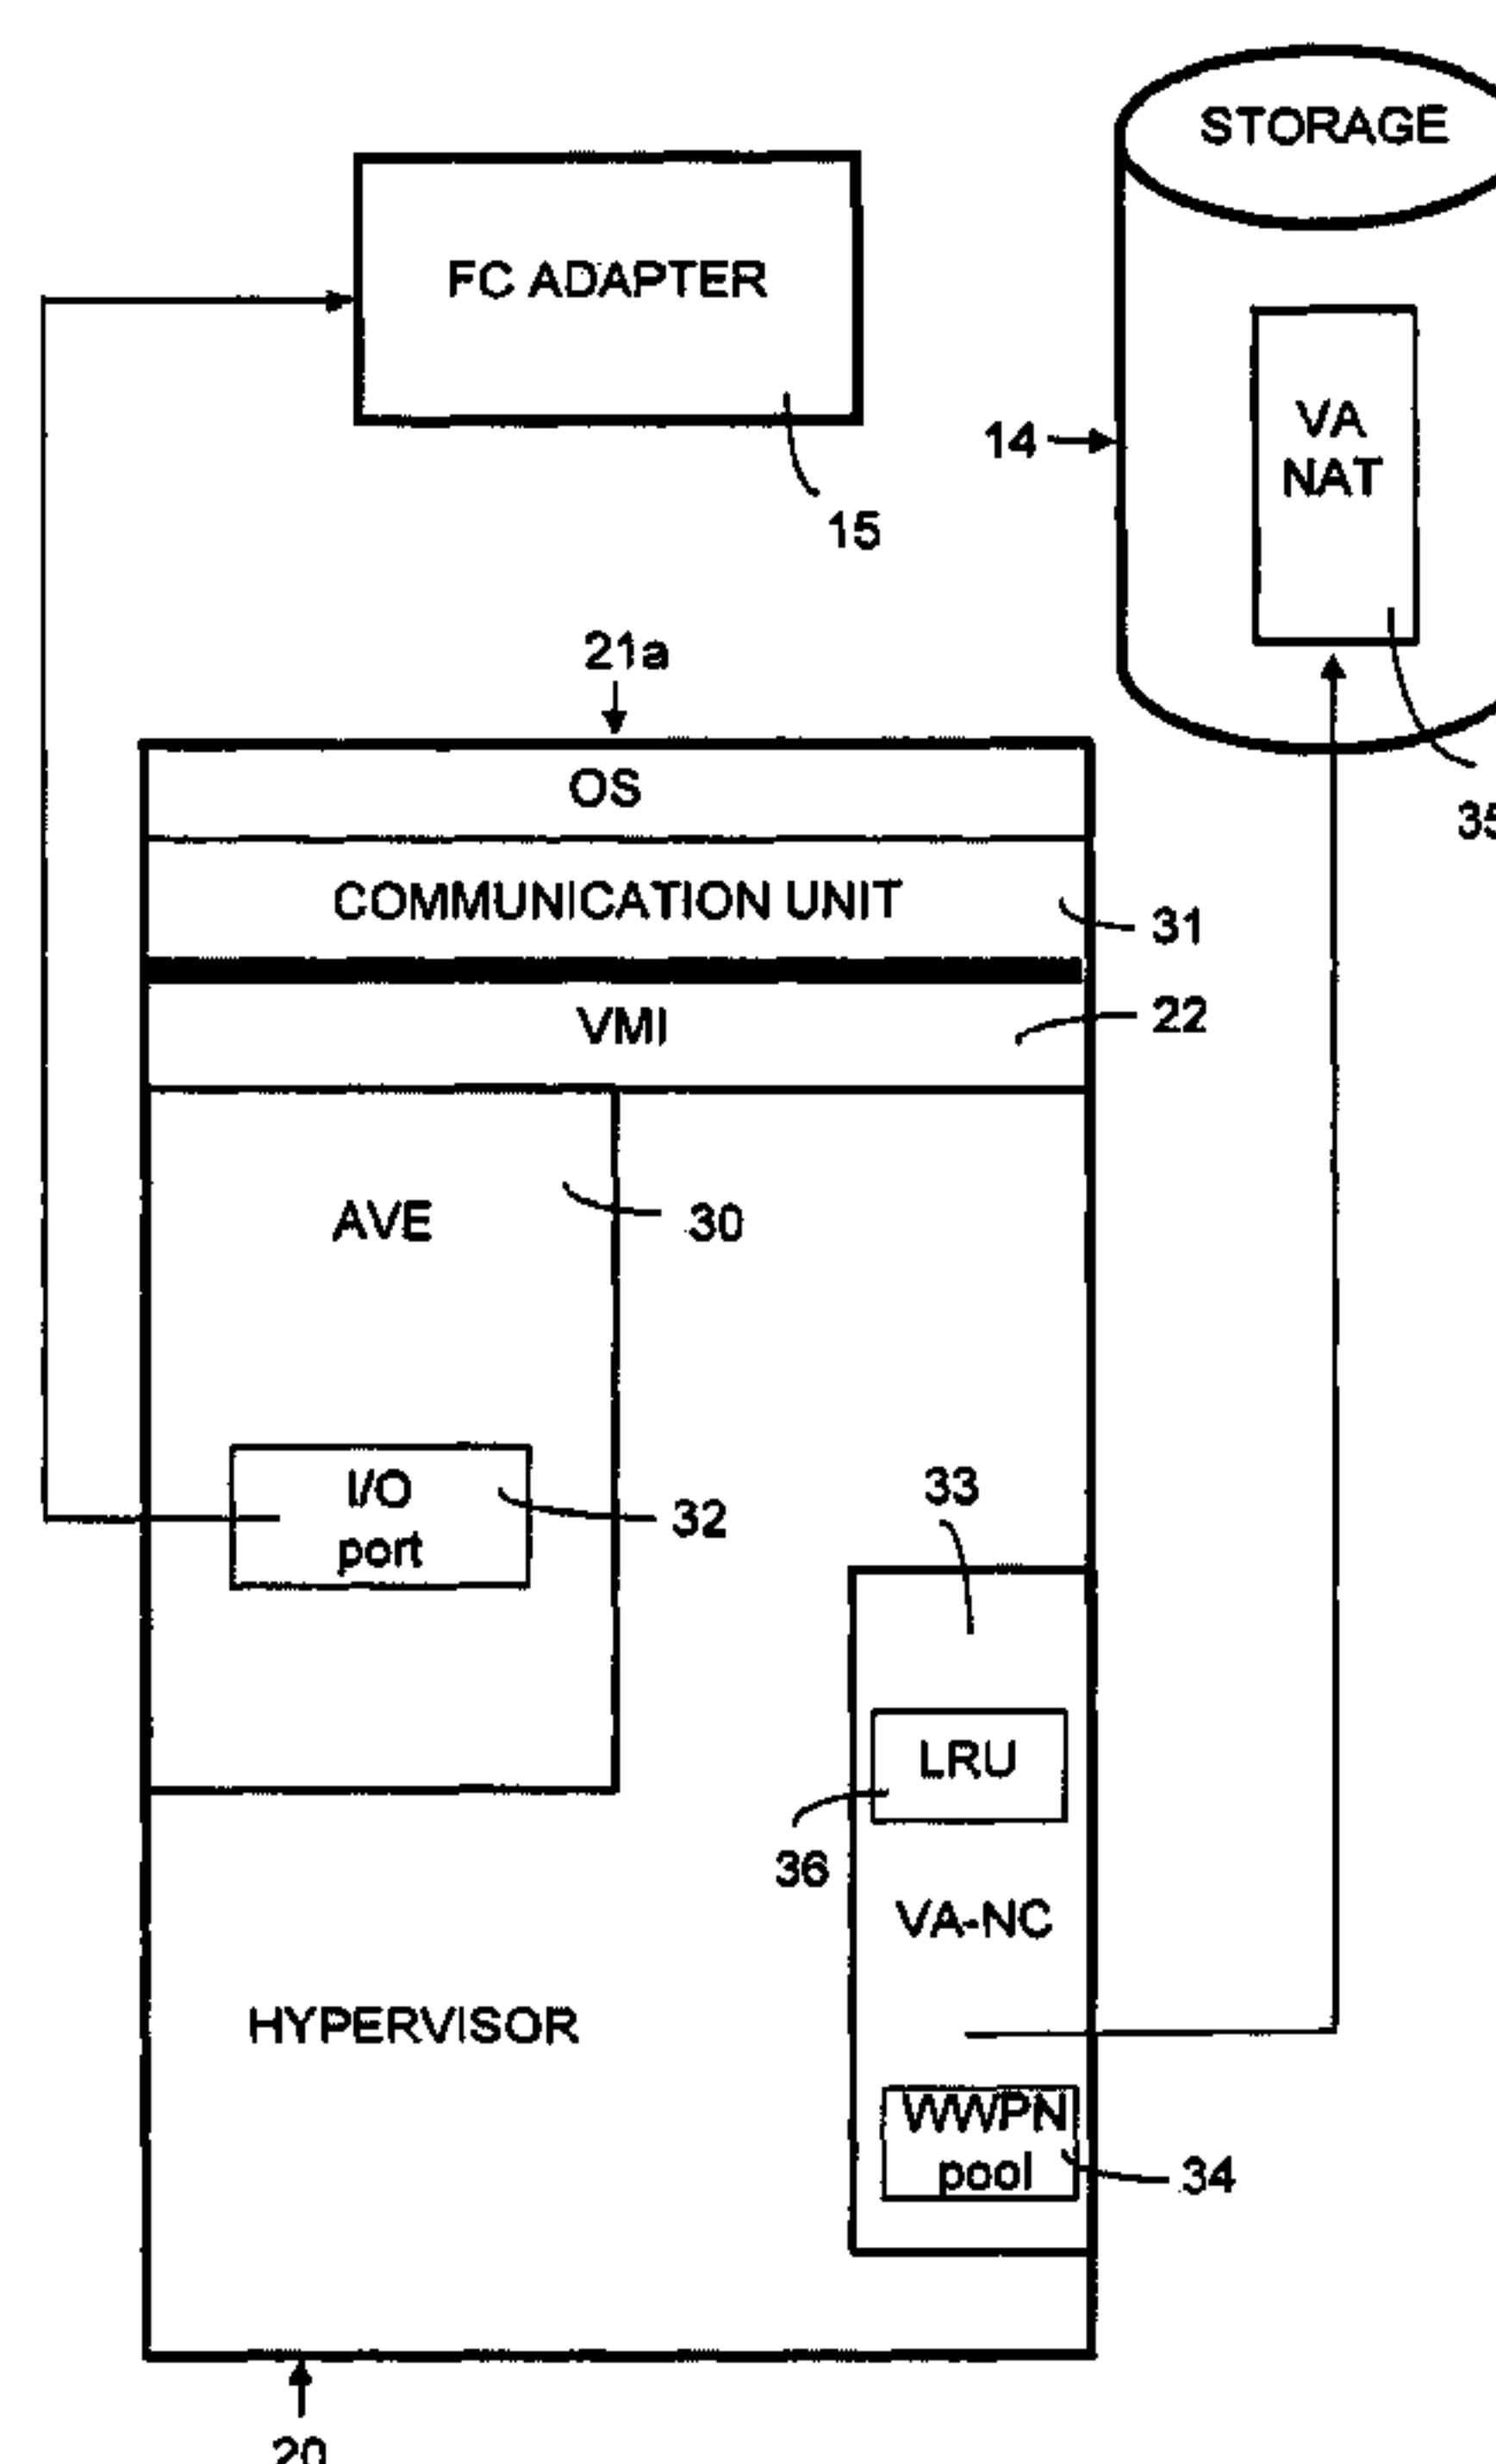 STORAGE
FC ADAPTER
VA
NAT
14
15
21a
OS
35
COMMUNICATION UNIT
31
VMI
22
AVE
30
I/O
port
32
33
LRU
36
VA-NC
HYPERVISOR
WWPN
pool
34
20